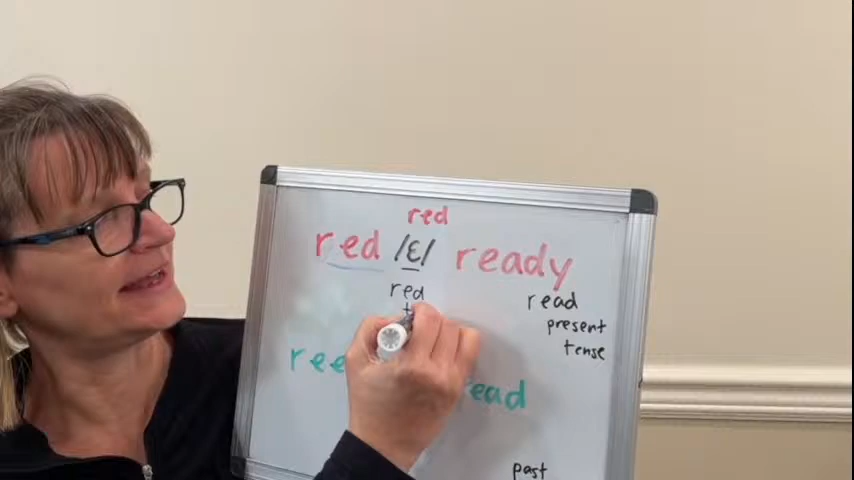 red
red /ɛ/ ready
red
read
present
tense
read
past